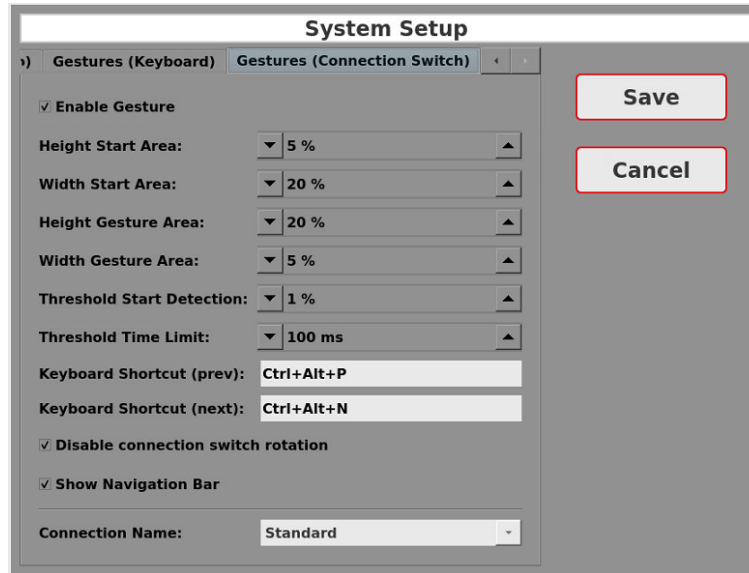 System Setup
) Gestures (Keyboard) Gestures (Connection Switch)
Save
Enable Gesture
Height Start Area: 5 %
Cancel
Width Start Area: 20 %
Height Gesture Area: 20 %
Width Gesture Area: 5 %
Threshold Start Detection: 1 %
Threshold Time Limit: 100 ms
Keyboard Shortcut (prev): Ctrl+Alt+P
Keyboard Shortcut (next): Ctrl+Alt+N
Disable connection switch rotation
Show Navigation Bar
Connection Name: Standard